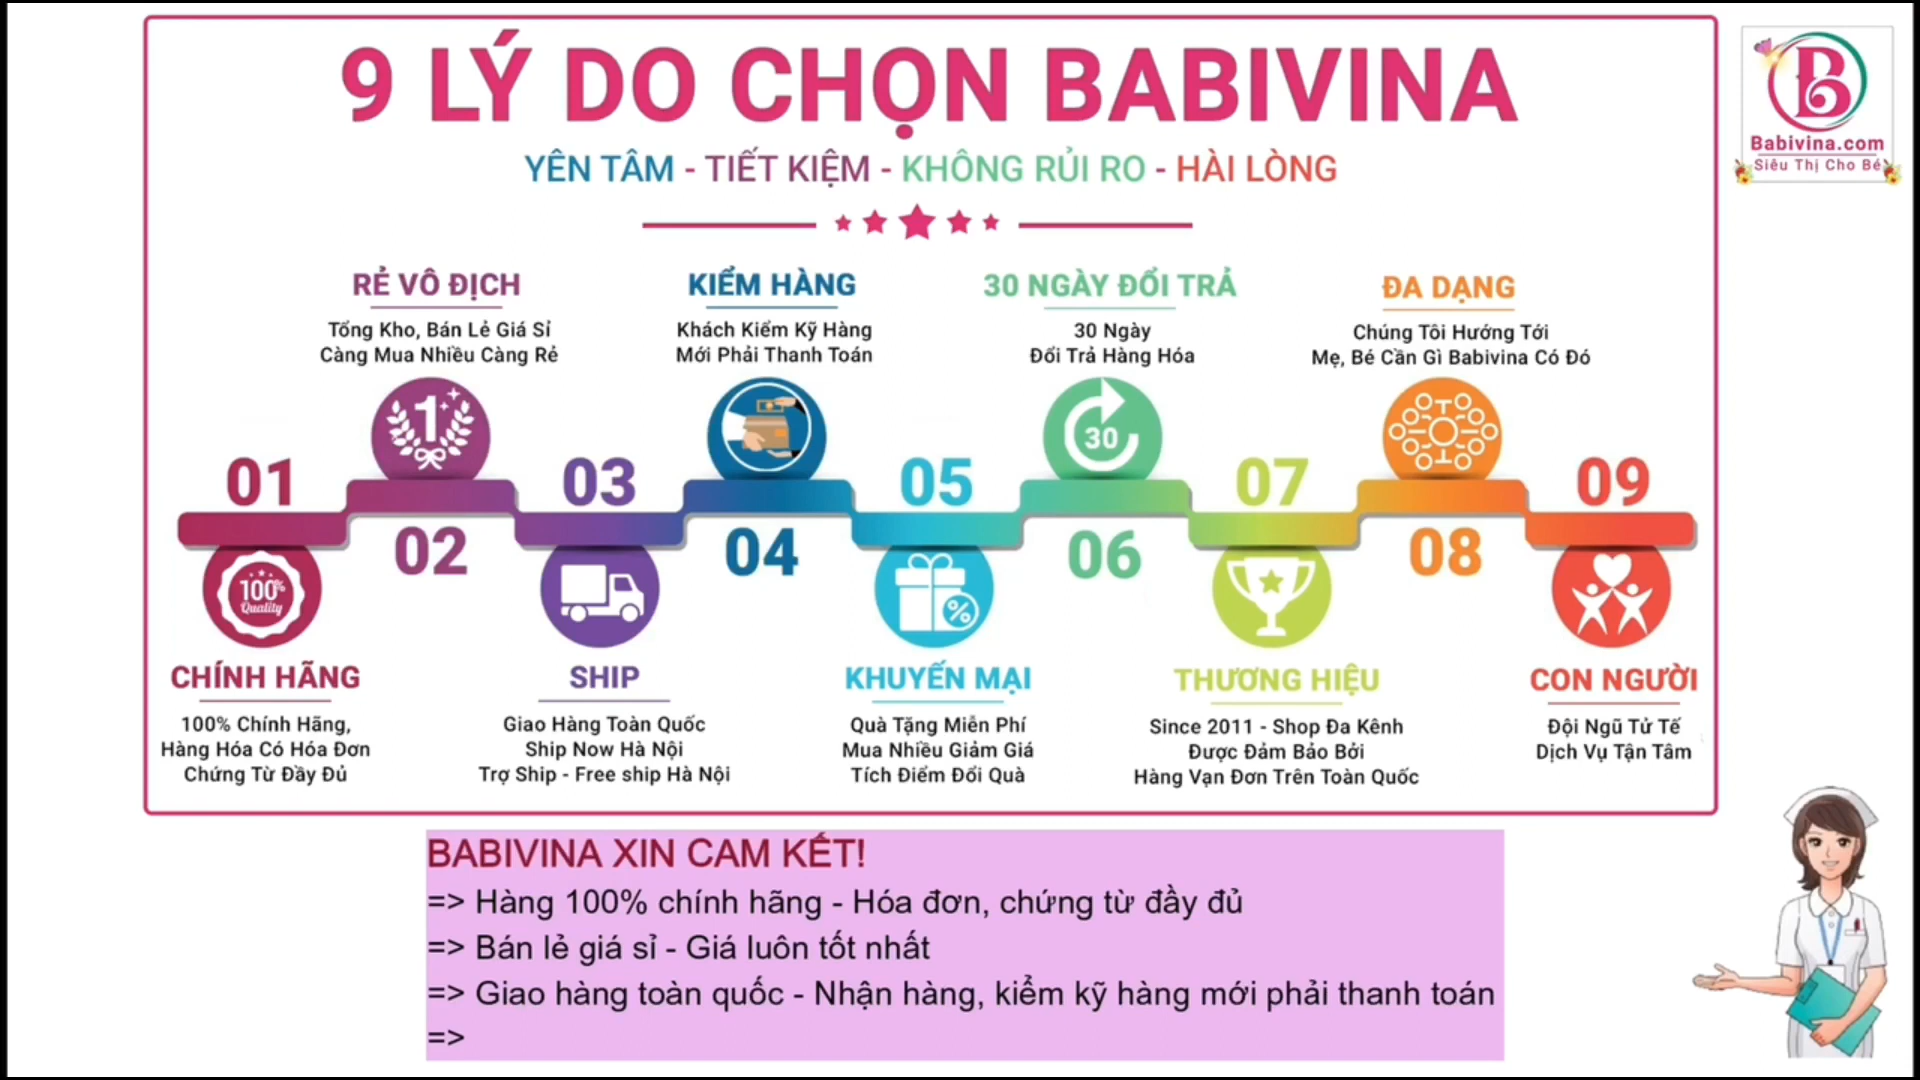 9 LÝ DO CHỌN BABIVINA
YÊN TÂM - TIẾT KIỆM - KHÔNG RỦI RO - HÀI LÒNG
B
Babivina.com
Siêu Thị Cho Bé
01
100%
Quality
CHÍNH HÃNG
100% Chính Hãng,
Hàng Hóa Có Hóa Đơn
Chứng Từ Đầy Đủ
RẺ VÔ ĐỊCH
Tổng Kho, Bán Lẻ Giá Sỉ
Càng Mua Nhiều Càng Rẻ
1
02
03
SHIP
Giao Hàng Toàn Quốc
Ship Now Hà Nội
Trợ Ship - Free ship Hà Nội
KIỂM HÀNG
Khách Kiểm Kỹ Hàng
Mới Phải Thanh Toán
04
05
%
KHUYẾN MẠI
Quà Tặng Miễn Phí
Mua Nhiều Giảm Giá
Tích Điểm Đổi Quà
30 NGÀY ĐỔI TRẢ
30 Ngày
Đổi Trả Hàng Hóa
30
06
07
THƯƠNG HIỆU
Since 2011 - Shop Đa Kênh
Được Đảm Bảo Bởi
Hàng Vạn Đơn Trên Toàn Quốc
ĐA DẠNG
Chúng Tôi Hướng Tới
Mẹ, Bé Cần Gì Babivina Có Đó
08
09
CON NGƯỜI
Đội Ngũ Tử Tế
Dịch Vụ Tận Tâm
BABIVINA XIN CAM KẾT!
=> Hàng 100% chính hãng - Hóa đơn, chứng từ đầy đủ
=> Bán lẻ giá sỉ - Giá luôn tốt nhất
=> Giao hàng toàn quốc - Nhận hàng, kiểm kỹ hàng mới phải thanh toán
=>